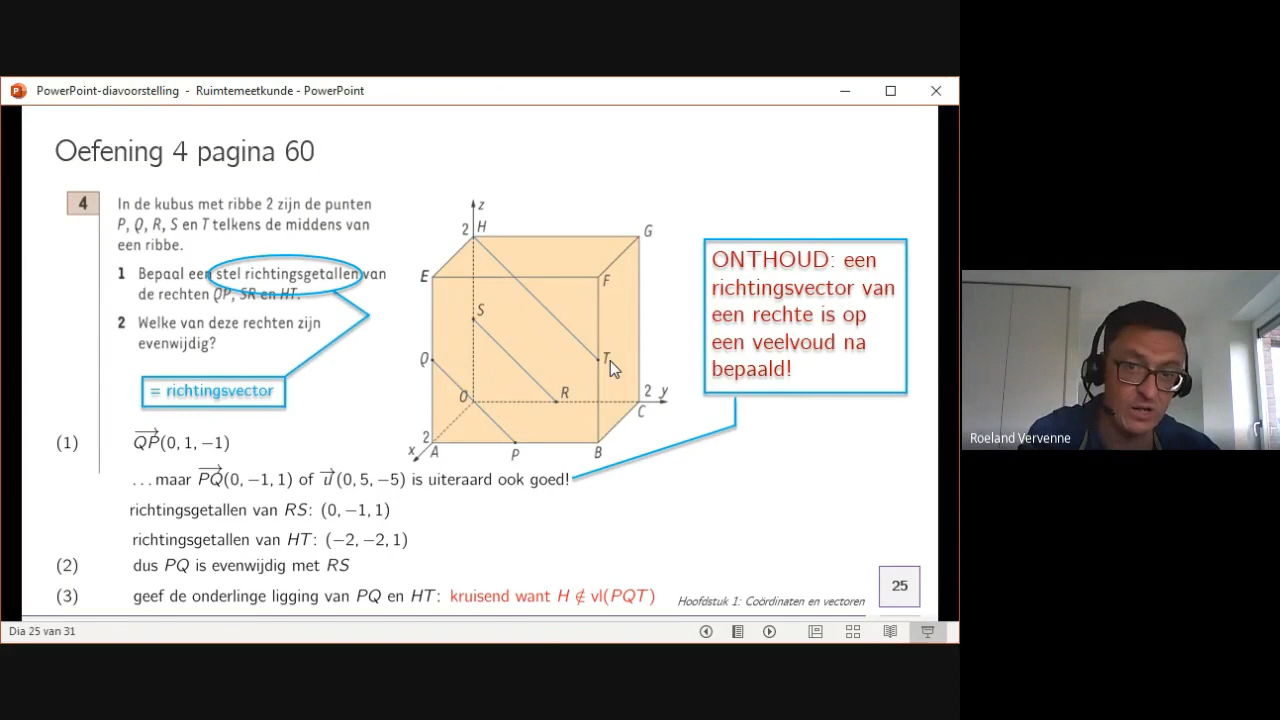 PowerPoint-diavoorstelling - Ruimtemeetkunde - PowerPoint
Oefening 4 pagina 60
4
In de kubus met ribbe 2 zijn de punten
P, Q, R, S en T telkens de middens van
een ribbe.
1 Bepaal een stel richtingsgetallen van
de rechten QP, SR en HT.
2 Welke van deze rechten zijn
evenwijdig?
= richtingsvector
z
2 H
G
E
F
S
Q
T
O
R
2 y
C
2
x A
P
B
ONTHOUD: een
richtingsvector van
een rechte is op
een veelvoud na
bepaald!
(1) $\overrightarrow{QP}$(0, 1, −1)
...maar $\overrightarrow{PQ}$(0, −1, 1) of $\overrightarrow{u}$(0, 5, −5) is uiteraard ook goed!
richtingsgetallen van RS: (0, −1, 1)
richtingsgetallen van HT: (−2, −2, 1)
(2) dus PQ is evenwijdig met RS
(3) geef de onderlinge ligging van PQ en HT: kruisend want H ∉ vl(PQT)
Hoofdstuk 1: Coördinaten en vectoren
25
Dia 25 van 31
Roeland Vervenne